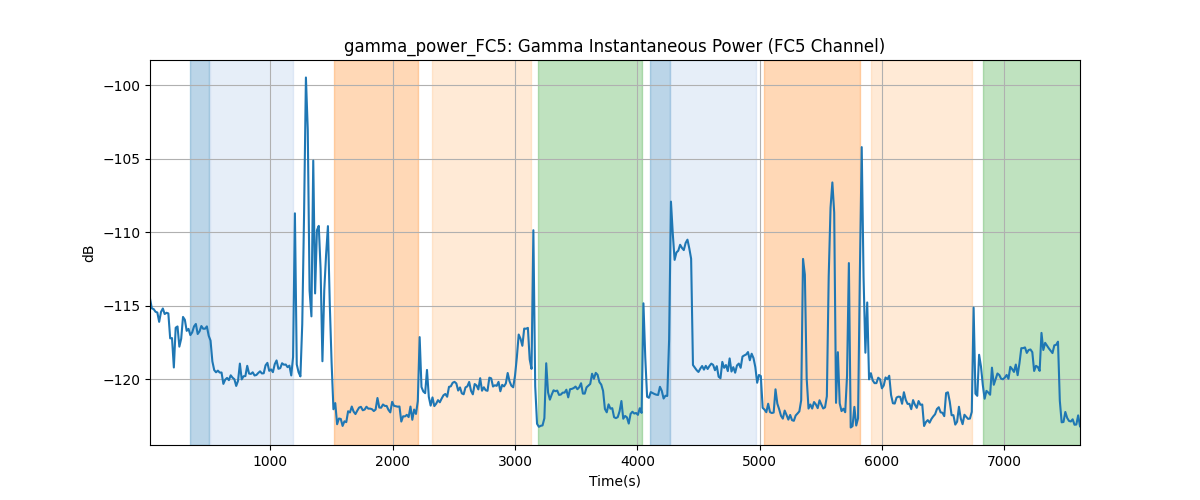 gamma_power_FC5: Gamma Instantaneous Power (FC5 Channel)
−100
−105
−110
−115
−120
dB
1000 2000 3000 4000 5000 6000 7000
Time(s)